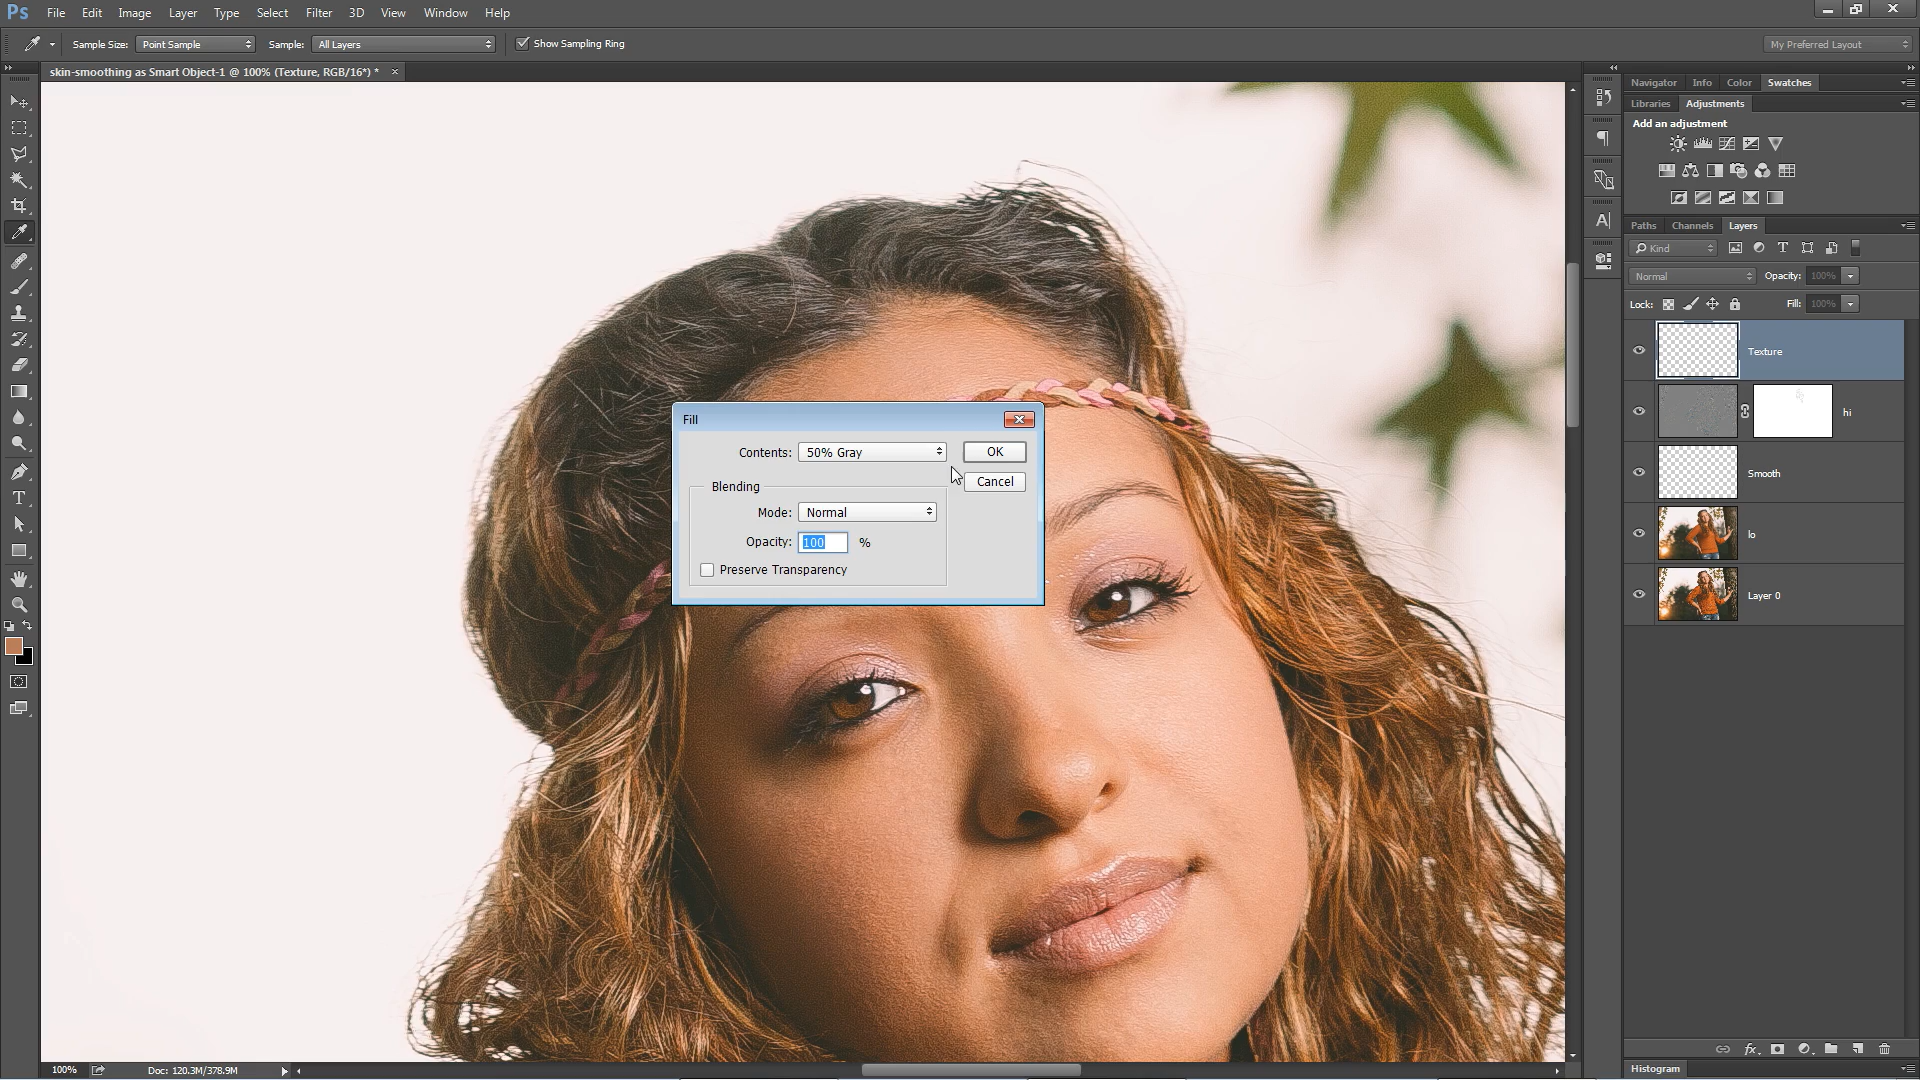 Ps File Edit Image Layer Type Select Filter 3D View Window Help
Sample Size: Point Sample Sample: All Layers Show Sampling Ring My Preferred Layout
skin-smoothing as Smart Object-1 @ 100% (Texture, RGB/16*) * ×
Navigator Info Color Swatches
Libraries Adjustments
Add an adjustment
Paths Channels Layers
Kind
Normal Opacity: 100%
Lock: Fill: 100%
Texture
hi
Smooth
lo
Layer 0
Fill
Contents: 50% Gray OK
Cancel
Blending
Mode: Normal
Opacity: 100 %
Preserve Transparency
100% Doc: 120.3M/378.9M
Histogram